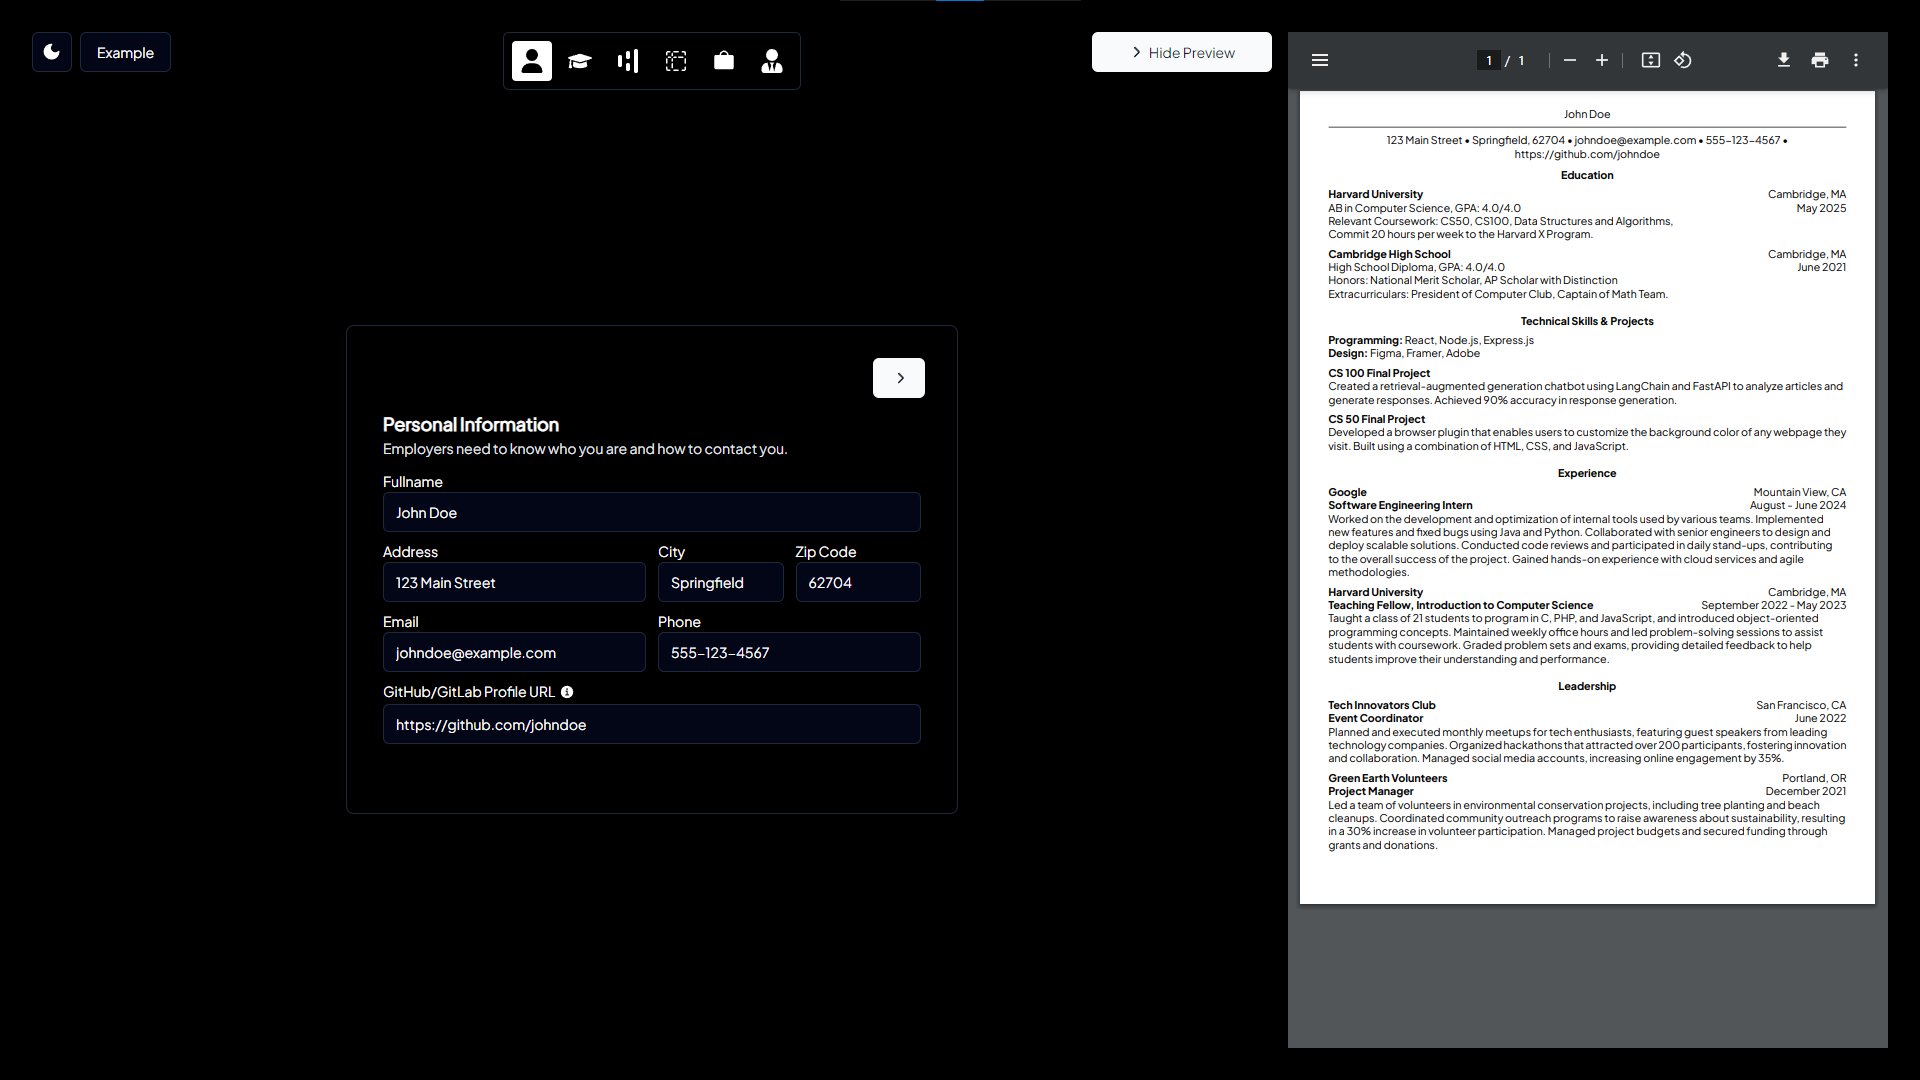 Example
Hide Preview
Personal Information
Employers need to know who you are and how to contact you.
Fullname
John Doe
Address City Zip Code
123 Main Street Springfield 62704
Email Phone
johndoe@example.com 555-123-4567
GitHub/GitLab Profile URL
https://github.com/johndoe
1 / 1
John Doe
123 Main Street • Springfield, 62704 • johndoe@example.com • 555-123-4567 •
https://github.com/johndoe
Education
Harvard University Cambridge, MA
AB in Computer Science, GPA: 4.0/4.0 May 2025
Relevant Coursework: CS50, CS100, Data Structures and Algorithms,
Commit 20 hours per week to the Harvard X Program.
Cambridge High School Cambridge, MA
High School Diploma, GPA: 4.0/4.0 June 2021
Honors: National Merit Scholar, AP Scholar with Distinction
Extracurriculars: President of Computer Club, Captain of Math Team.
Technical Skills & Projects
Programming: React, Node.js, Express.js
Design: Figma, Framer, Adobe
CS 100 Final Project
Created a retrieval-augmented generation chatbot using LangChain and FastAPI to analyze articles and
generate responses. Achieved 90% accuracy in response generation.
CS 50 Final Project
Developed a browser plugin that enables users to customize the background color of any webpage they
visit. Built using a combination of HTML, CSS, and JavaScript.
Experience
Google Mountain View, CA
Software Engineering Intern August - June 2024
Worked on the development and optimization of internal tools used by various teams. Implemented
new features and fixed bugs using Java and Python. Collaborated with senior engineers to design and
deploy scalable solutions. Conducted code reviews and participated in daily stand-ups, contributing
to the overall success of the project. Gained hands-on experience with cloud services and agile
methodologies.
Harvard University Cambridge, MA
Teaching Fellow, Introduction to Computer Science September 2022 - May 2023
Taught a class of 21 students to program in C, PHP, and JavaScript, and introduced object-oriented
programming concepts. Maintained weekly office hours and led problem-solving sessions to assist
students with coursework. Graded problem sets and exams, providing detailed feedback to help
students improve their understanding and performance.
Leadership
Tech Innovators Club San Francisco, CA
Event Coordinator June 2022
Planned and executed monthly meetups for tech enthusiasts, featuring guest speakers from leading
technology companies. Organized hackathons that attracted over 200 participants, fostering innovation
and collaboration. Managed social media accounts, increasing online engagement by 35%.
Green Earth Volunteers Portland, OR
Project Manager December 2021
Led a team of volunteers in environmental conservation projects, including tree planting and beach
cleanups. Coordinated community outreach programs to raise awareness about sustainability, resulting
in a 30% increase in volunteer participation. Managed project budgets and secured funding through
grants and donations.